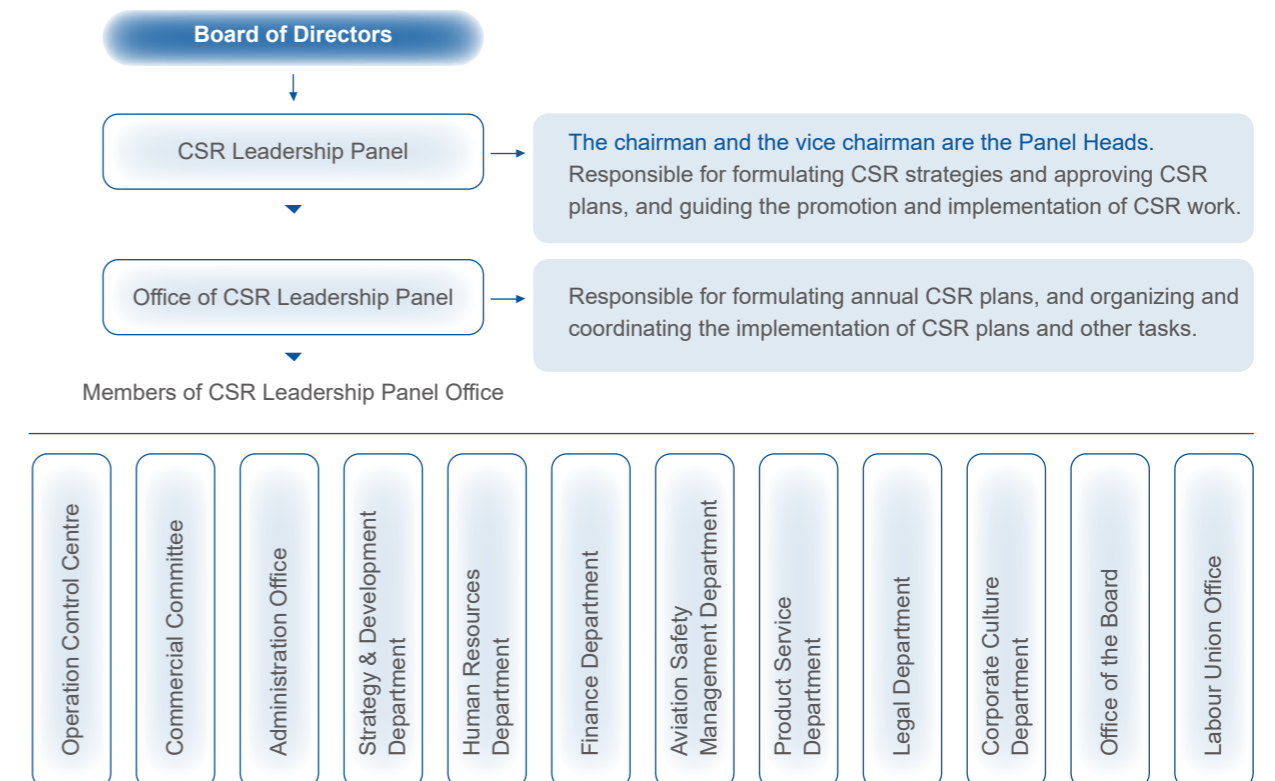 Board of Directors
CSR Leadership Panel
The chairman and the vice chairman are the Panel Heads.
Responsible for formulating CSR strategies and approving CSR
plans, and guiding the promotion and implementation of CSR work.
Office of CSR Leadership Panel
Responsible for formulating annual CSR plans, and organizing and
coordinating the implementation of CSR plans and other tasks.
Members of CSR Leadership Panel Office
Operation Control Centre
Commercial Committee
Administration Office
Strategy & Development
Department
Human Resources
Department
Finance Department
Aviation Safety
Management Department
Product Service
Department
Legal Department
Corporate Culture
Department
Office of the Board
Labour Union Office